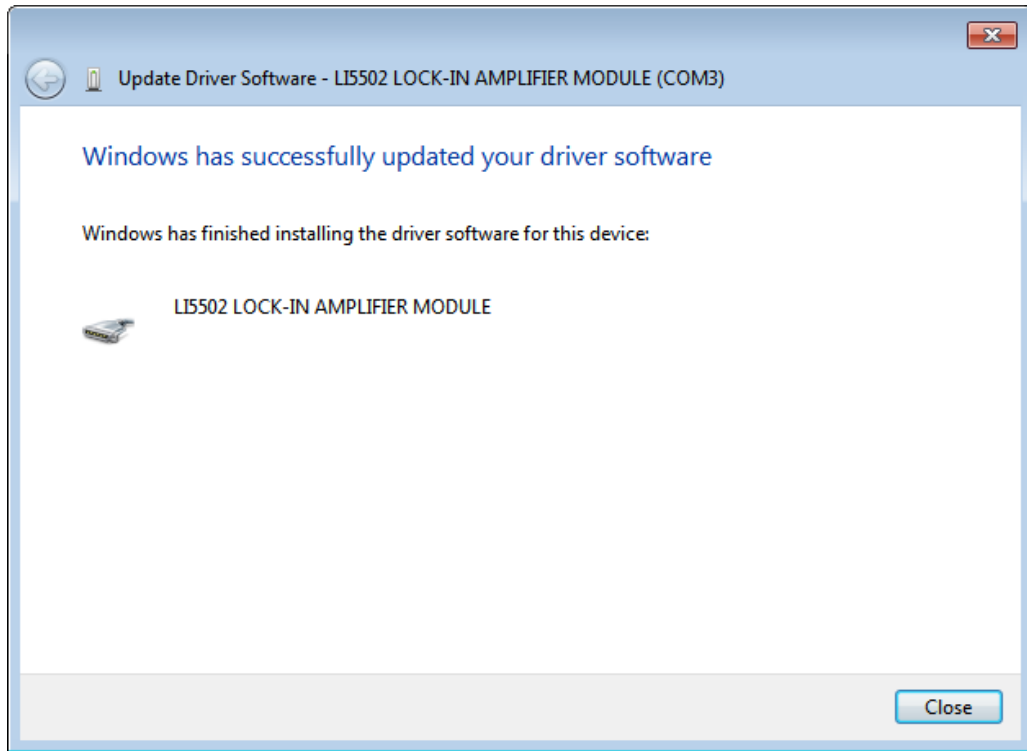 Update Driver Software - LI5502 LOCK-IN AMPLIFIER MODULE (COM3)
Windows has successfully updated your driver software
Windows has finished installing the driver software for this device:
LI5502 LOCK-IN AMPLIFIER MODULE
Close